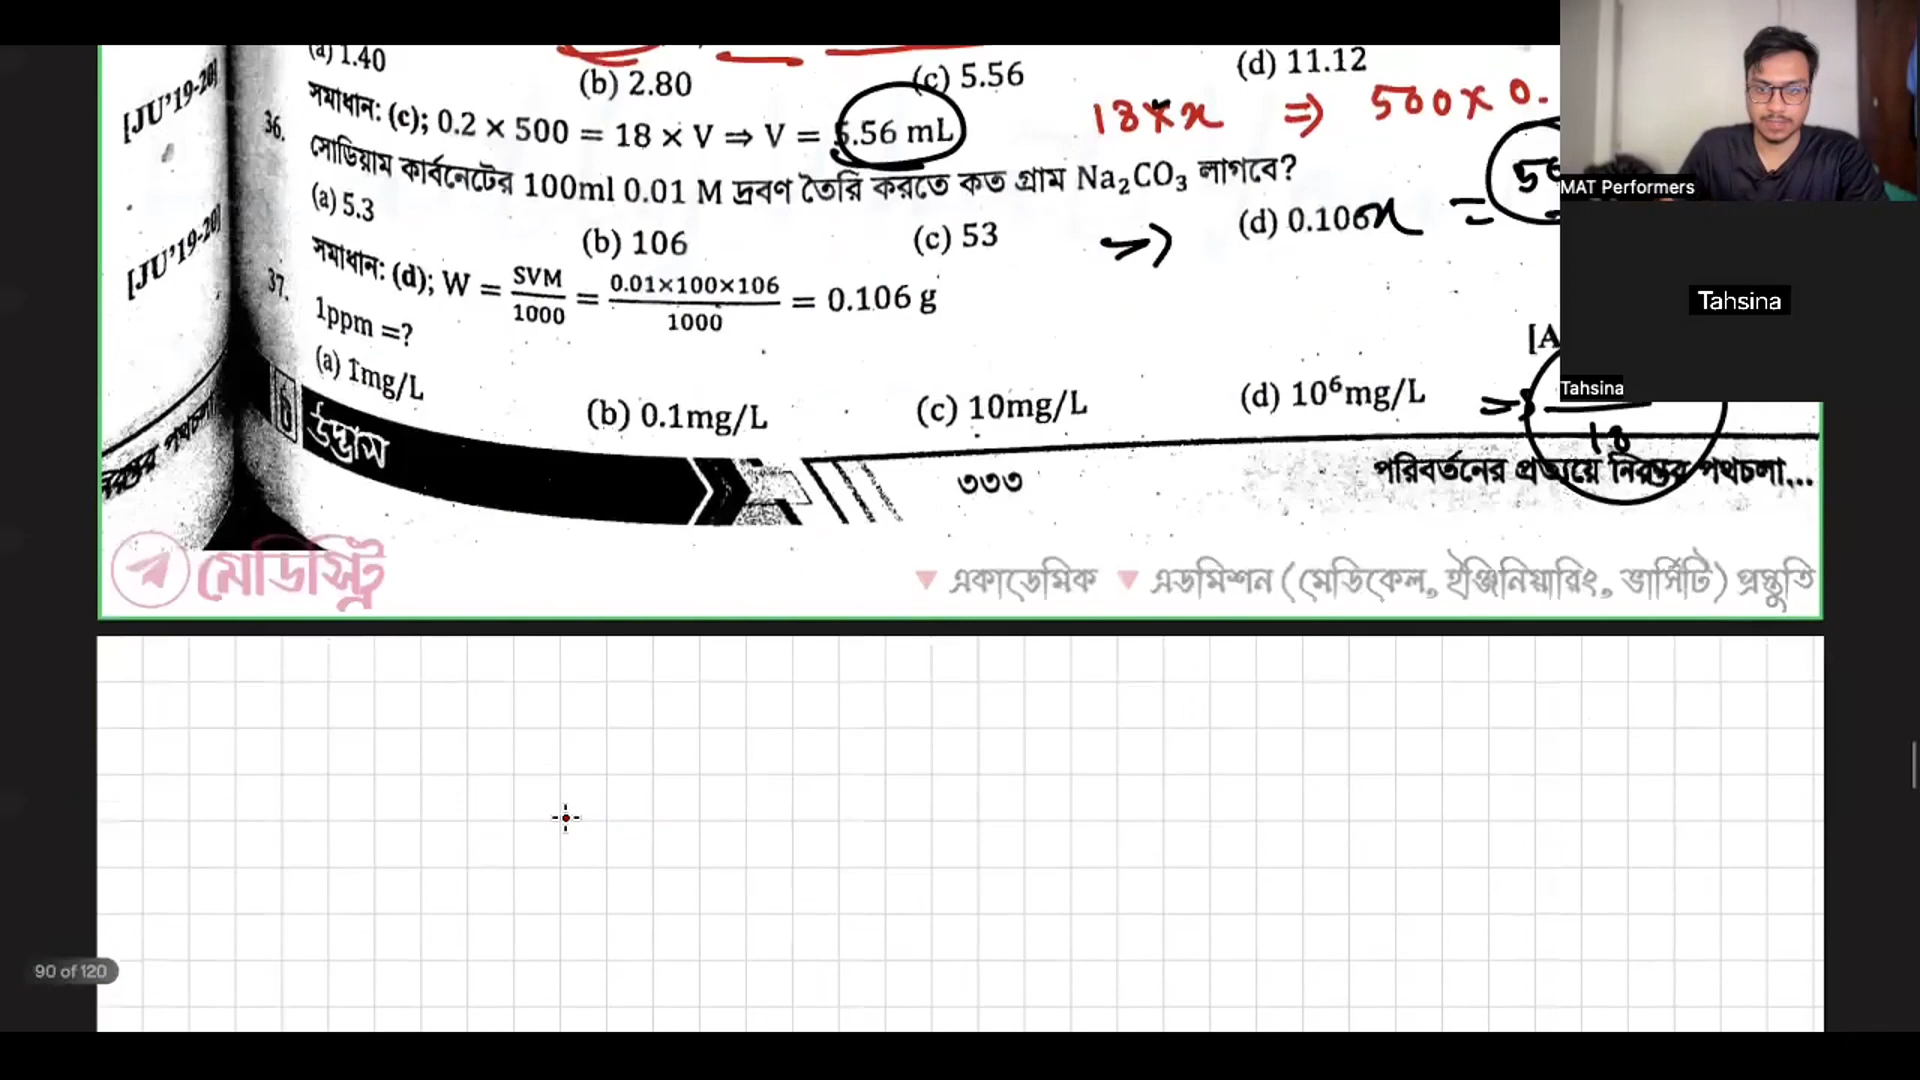 [JU'19-20]
(a) 1.40
(b) 2.80
(c) 5.56
(d) 11.12
সমাধান: (c); 0.2 × 500 = 18 × V ⇒ V = 5.56 mL
18 × x ⇒ 500 × 0.
36.
সোডিয়াম কার্বনেটের 100ml 0.01 M দ্রবণ তৈরি করতে কত গ্রাম Na₂CO₃ লাগবে?
[JU'19-20]
(a) 5.3
(b) 106
(c) 53
(d) 0.106
x =
সমাধান: (d); W = SVM/1000 = 0.01×100×106/1000 = 0.106 g
37.
1ppm =?
[A
(a) 1mg/L
(b) 0.1mg/L
(c) 10mg/L
(d) 10⁶mg/L
18
নিরন্তর পথচলা
উদ্ভাস
৩৩৩
পরিবর্তনের প্রত্যয়ে নিরন্তর পথচলা...
মেডিস্ট্রি
▼ একাডেমিক ▼ এডমিশন (মেডিকেল, ইঞ্জিনিয়ারিং, ভার্সিটি) প্রস্তুতি
MAT Performers
Tahsina
Tahsina
90 of 120